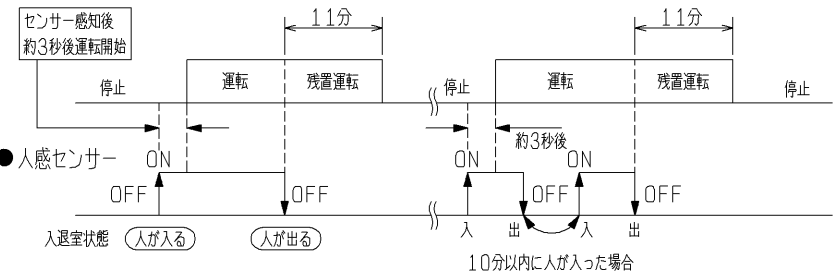 センサー感知後
約3秒後運転開始
11分
11分
停止
運転
残置運転
停止
運転
残置運転
停止
約3秒後
●人感センサー
ON
OFF
OFF
ON
OFF
ON
OFF
入退室状態
人が入る
人が出る
入
出
入
出
10分以内に人が入った場合